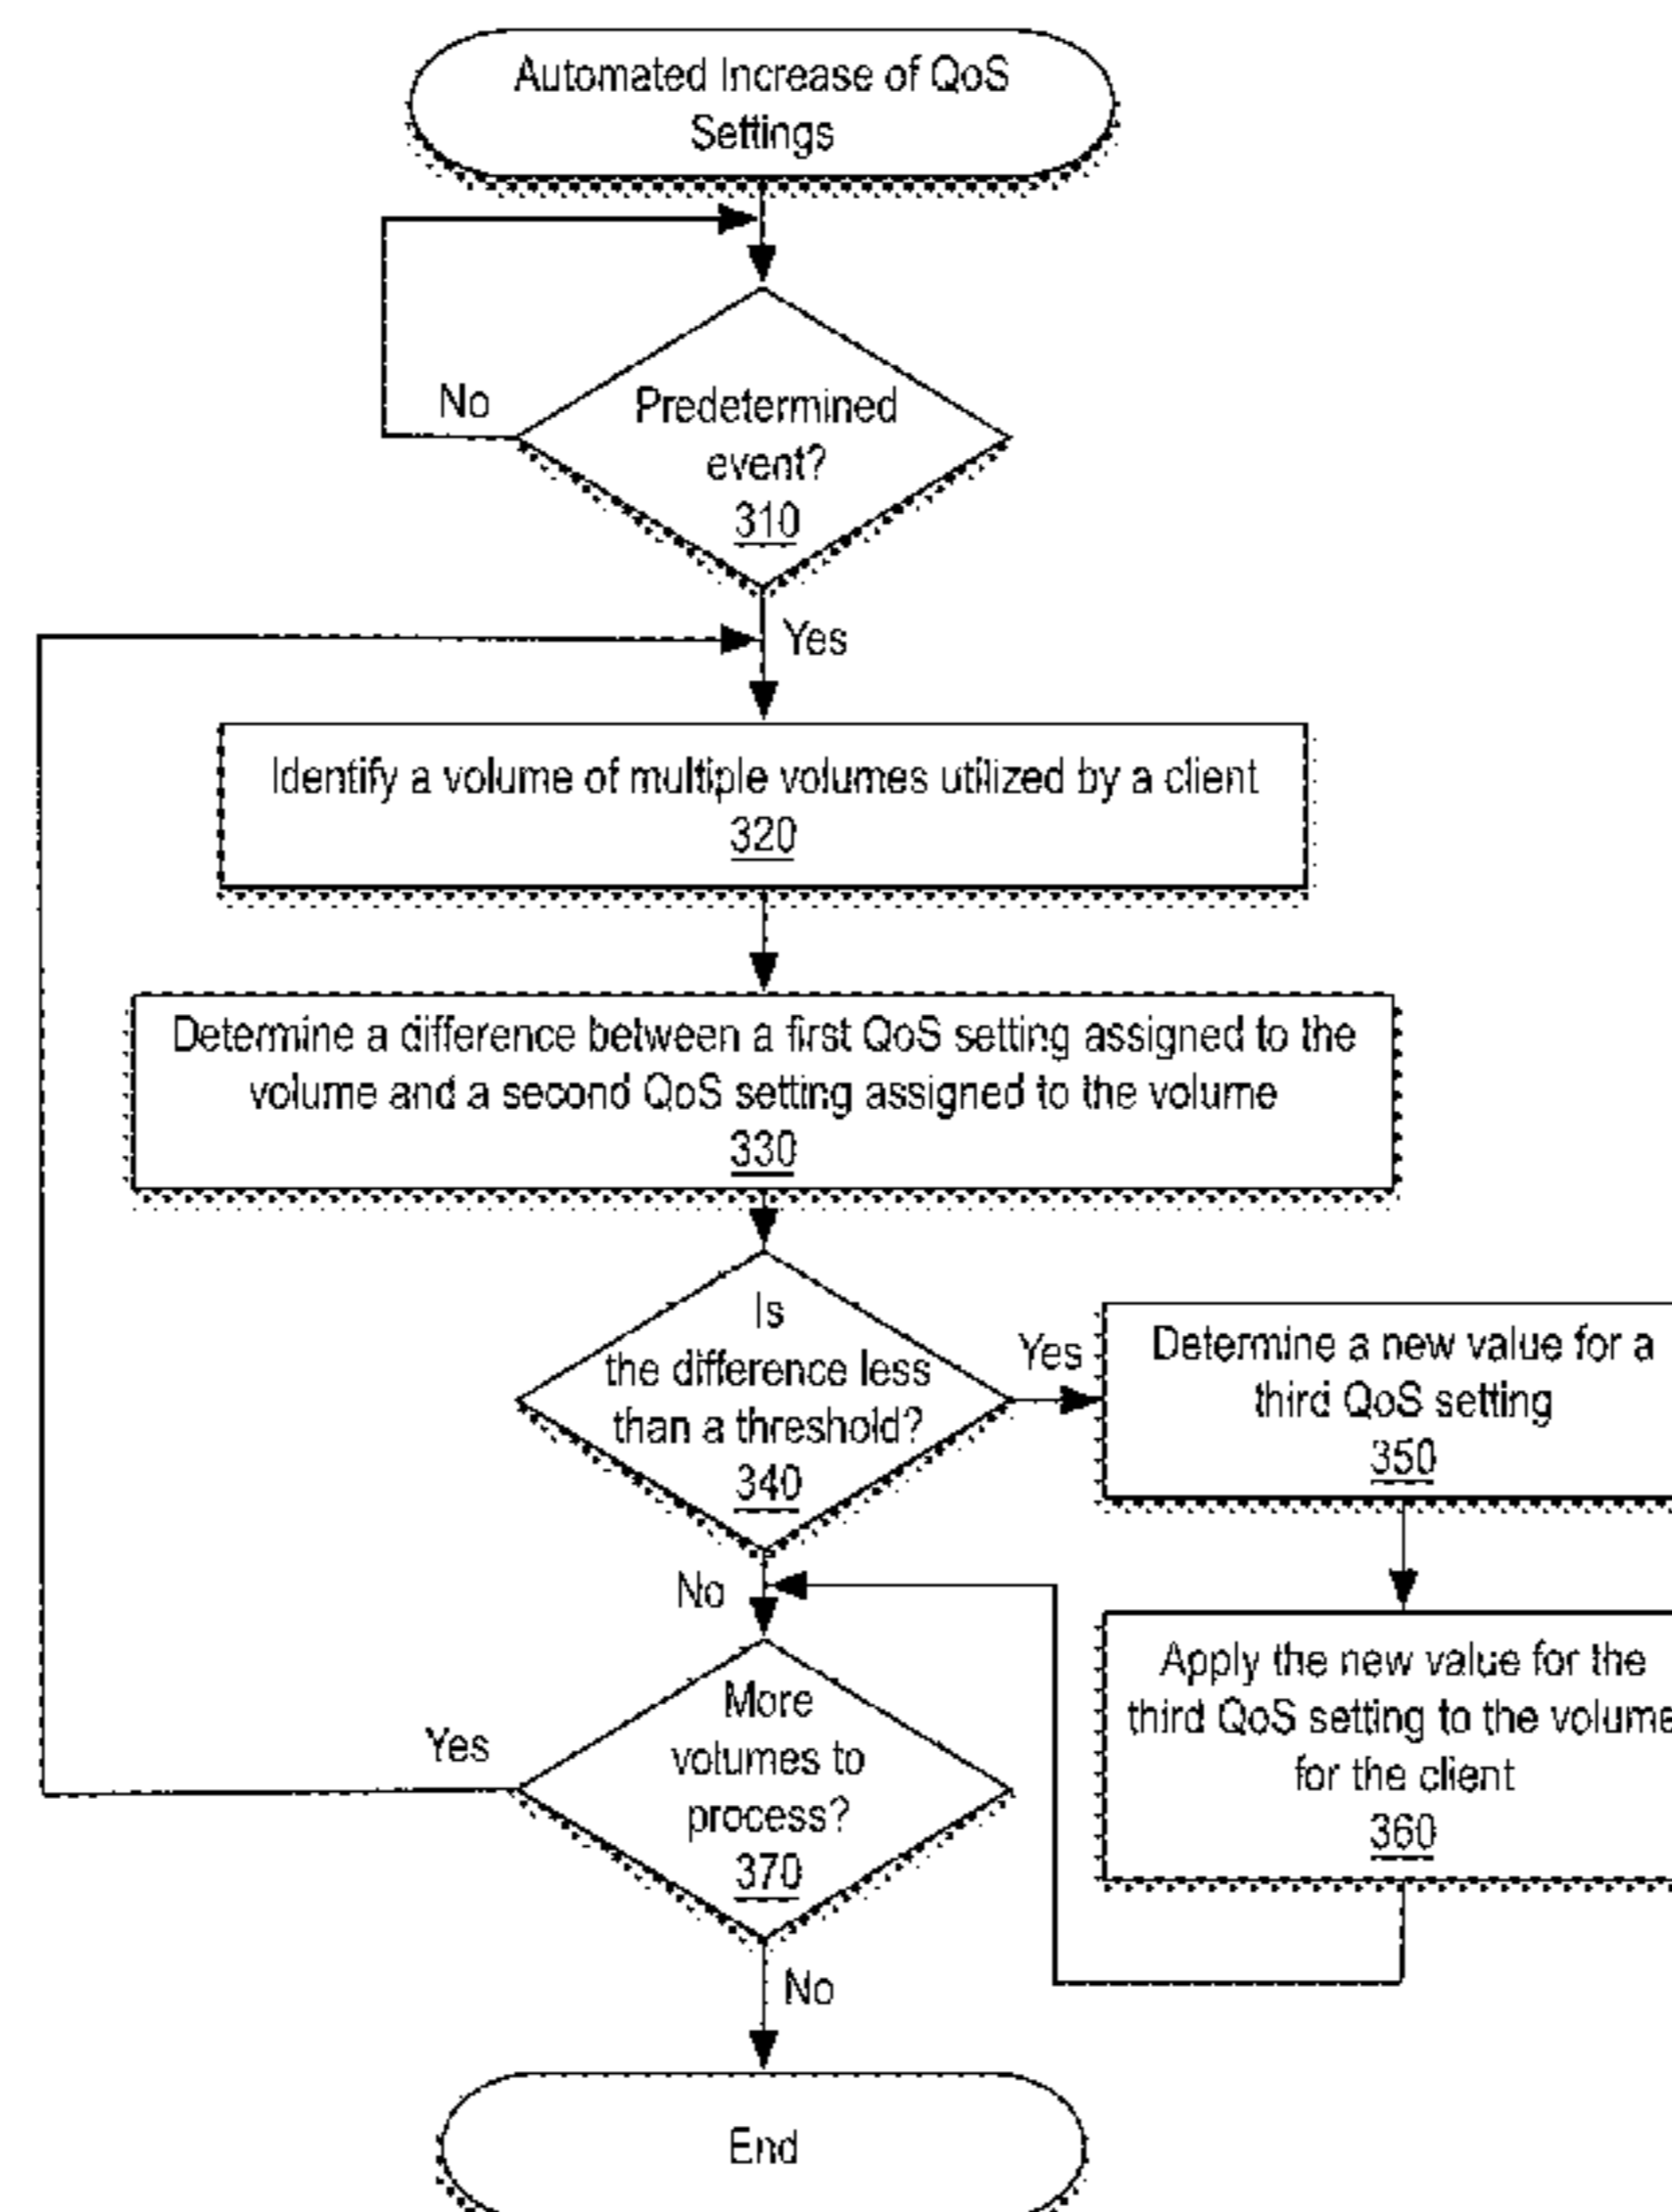 Automated Increase of QoS
Settings
No
Predetermined
event?
310
Yes
Identify a volume of multiple volumes utilized by a client
320
Determine a difference between a first QoS setting assigned to the
volume and a second QoS setting assigned to the volume
330
Is
the difference less
than a threshold?
340
Yes
Determine a new value for a
third QoS setting
350
No
Apply the new value for the
third QoS setting to the volume
for the client
360
More
volumes to
process?
370
Yes
No
End